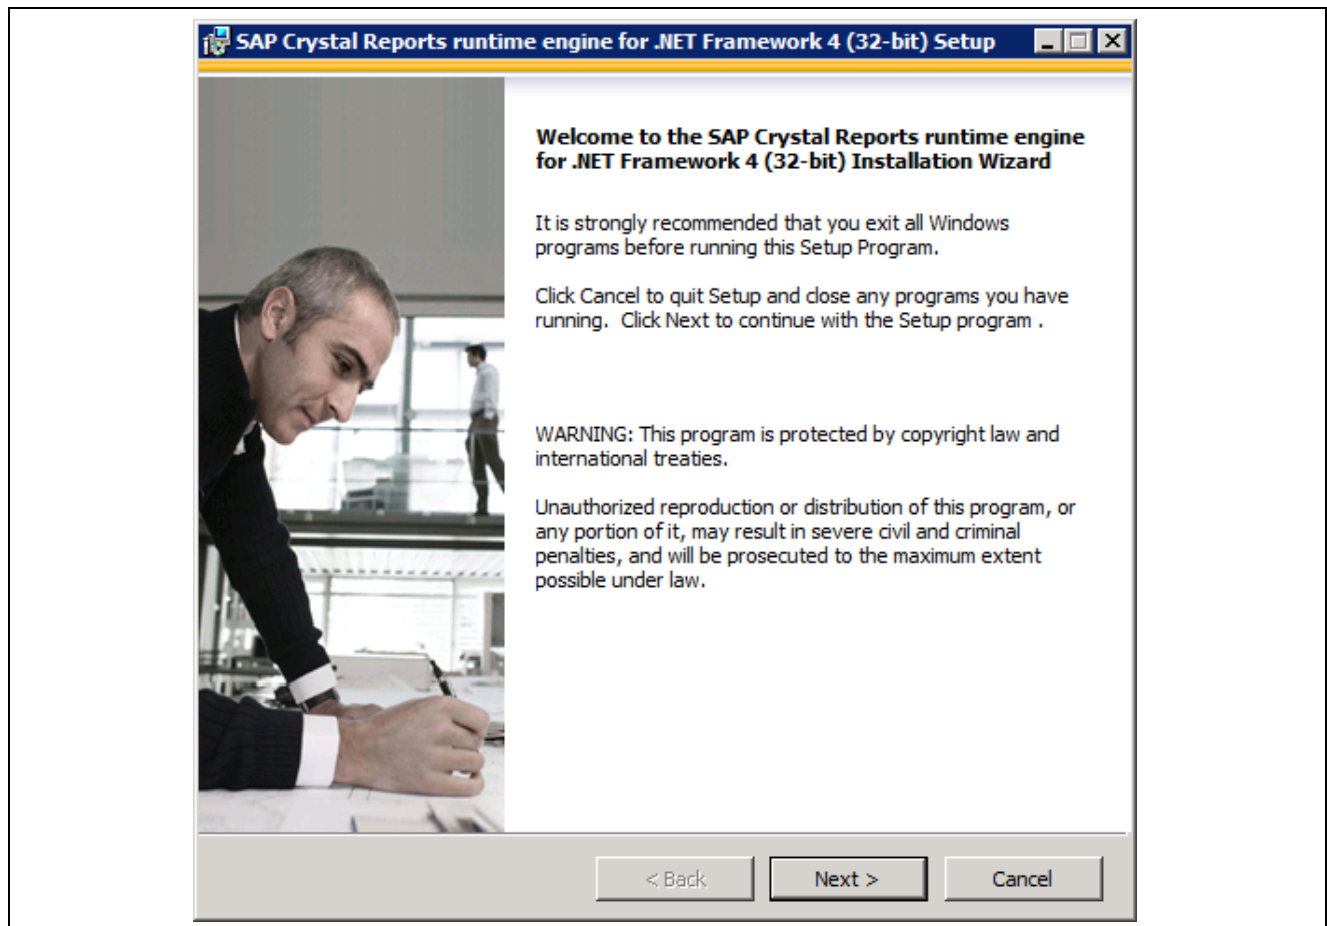 SAP Crystal Reports runtime engine for .NET Framework 4 (32-bit) Setup
Welcome to the SAP Crystal Reports runtime engine
for .NET Framework 4 (32-bit) Installation Wizard
It is strongly recommended that you exit all Windows
programs before running this Setup Program.
Click Cancel to quit Setup and close any programs you have
running.  Click Next to continue with the Setup program .
WARNING: This program is protected by copyright law and
international treaties.
Unauthorized reproduction or distribution of this program, or
any portion of it, may result in severe civil and criminal
penalties, and will be prosecuted to the maximum extent
possible under law.
< Back
Next >
Cancel